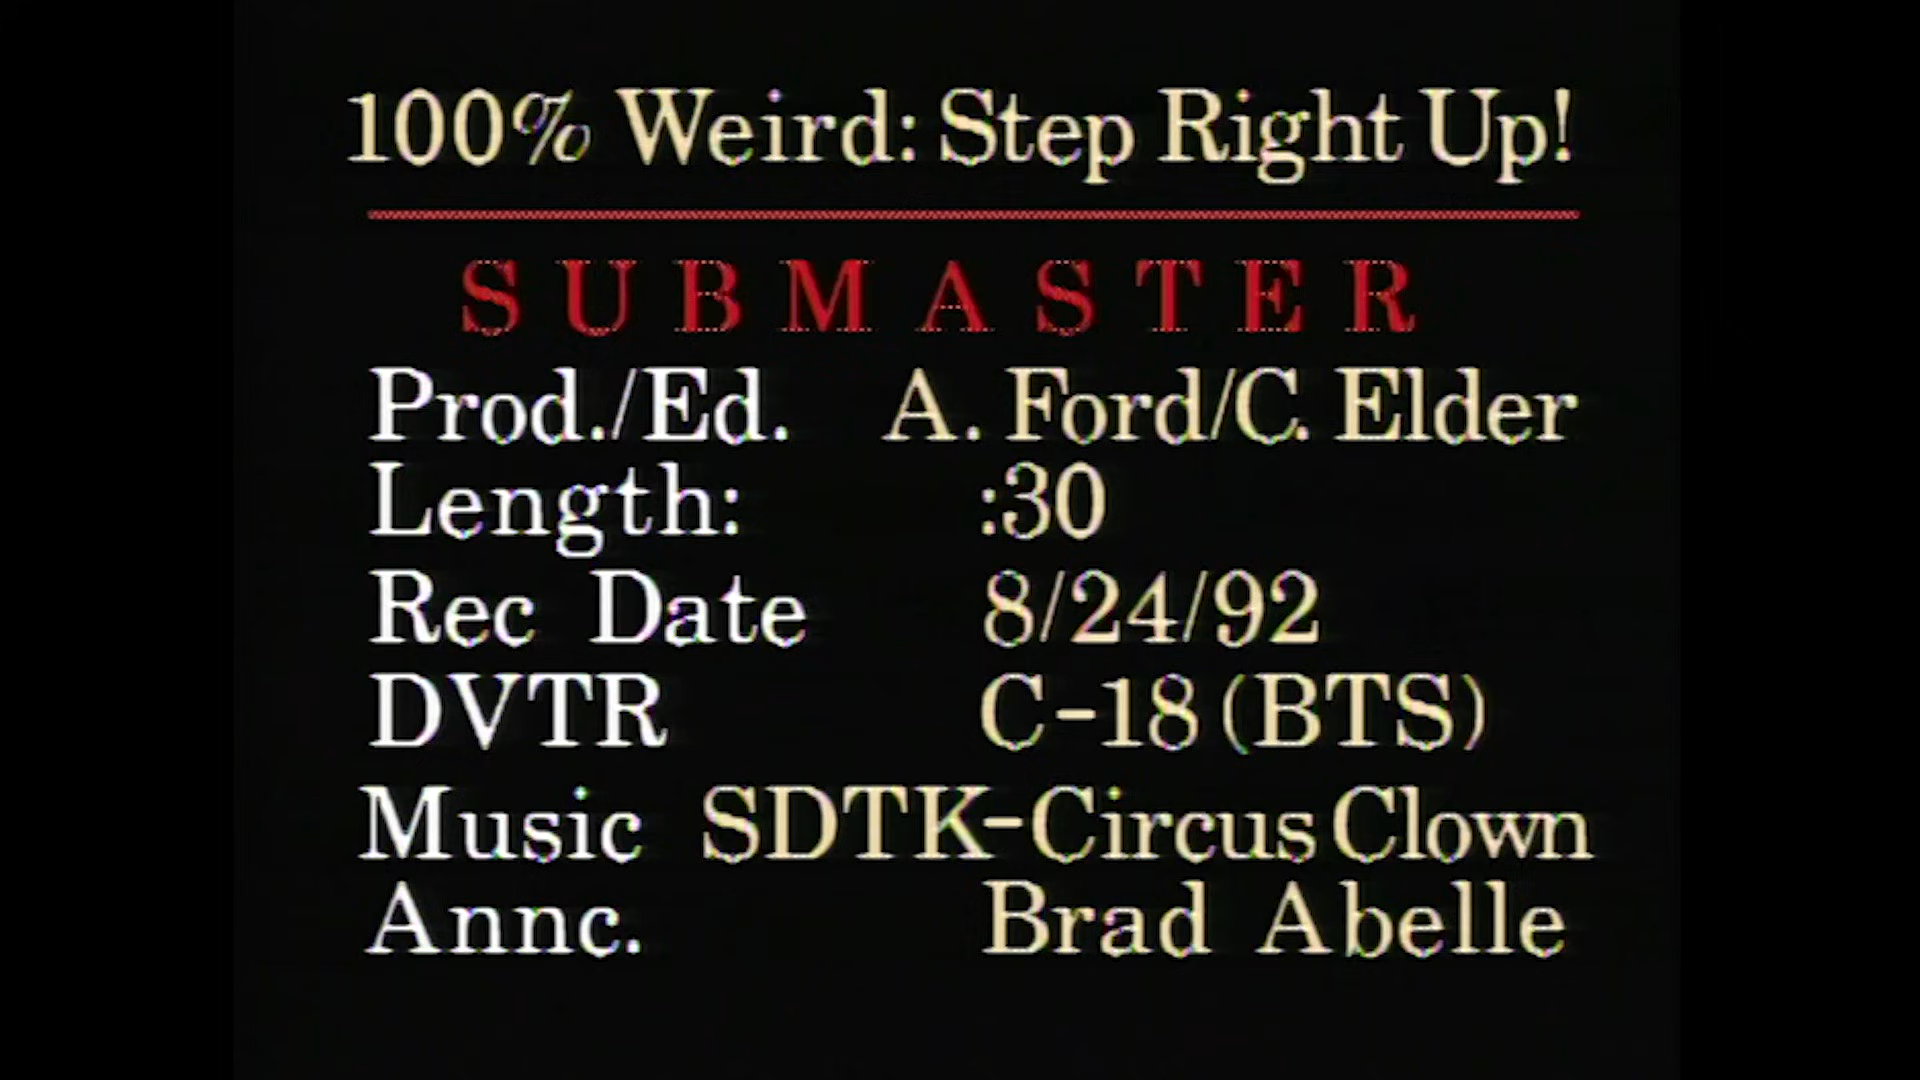 100% Weird: Step Right Up!
SUBMASTER
Prod./Ed. A. Ford/C. Elder
Length: :30
Rec Date 8/24/92
DVTR C-18 (BTS)
Music SDTK-Circus Clown
Annc. Brad Abelle